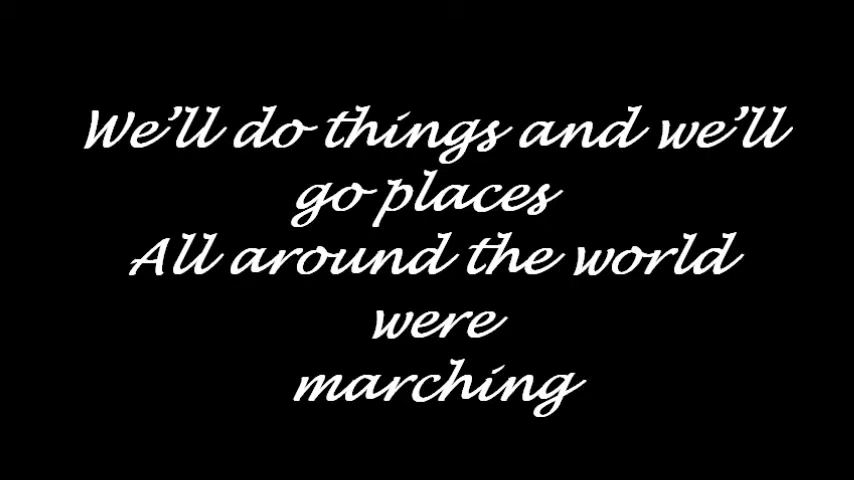 We’ll do things and we’ll
go places
All around the world
were
marching